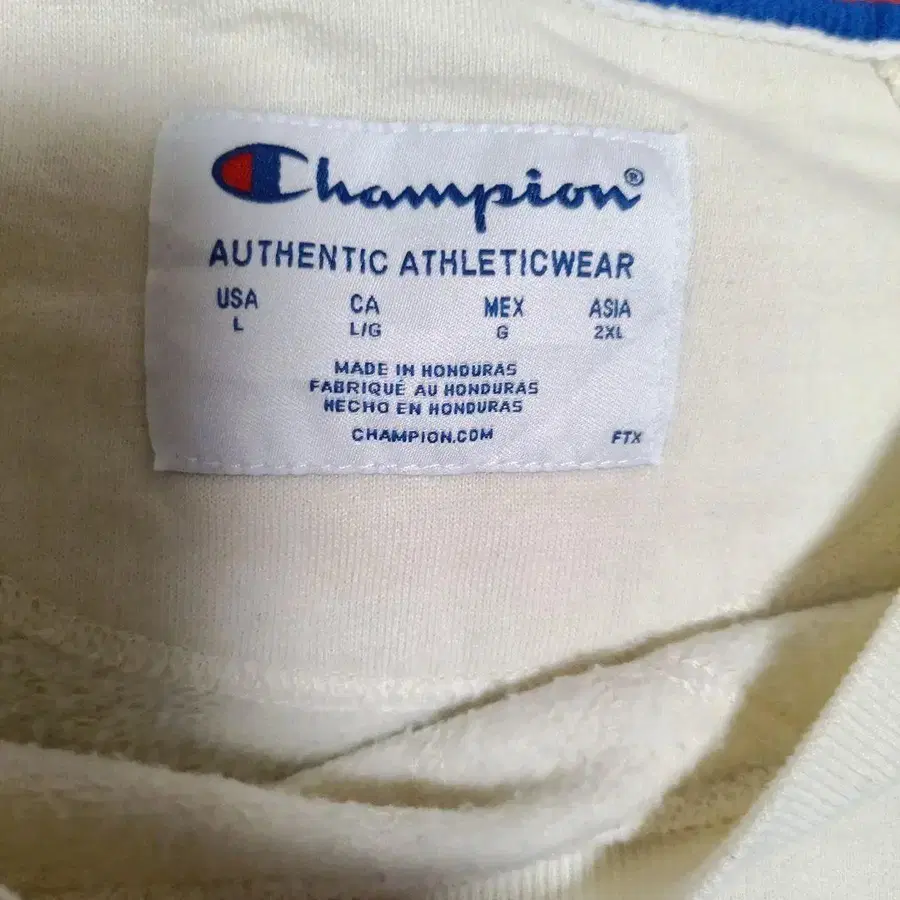 Champion®
AUTHENTIC ATHLETICWEAR
USA CA MEX ASIA
L L/G G 2XL
MADE IN HONDURAS
FABRIQUÉ AU HONDURAS
HECHO EN HONDURAS
CHAMPION.COM FTX